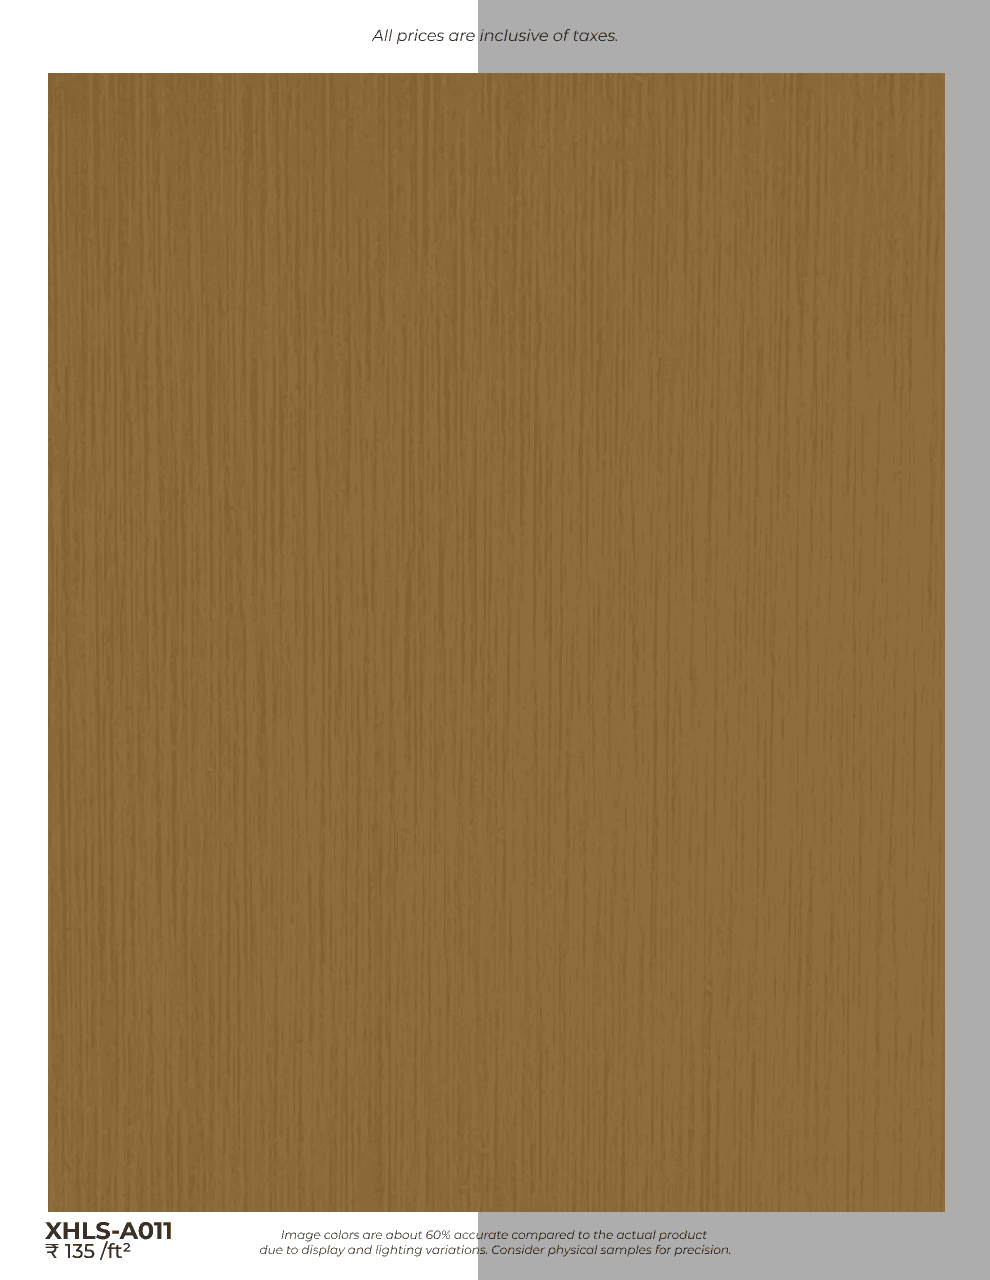 All prices are inclusive of taxes.
XHLS-A011
₹ 135 /ft²
Image colors are about 60% accurate compared to the actual product
due to display and lighting variations. Consider physical samples for precision.